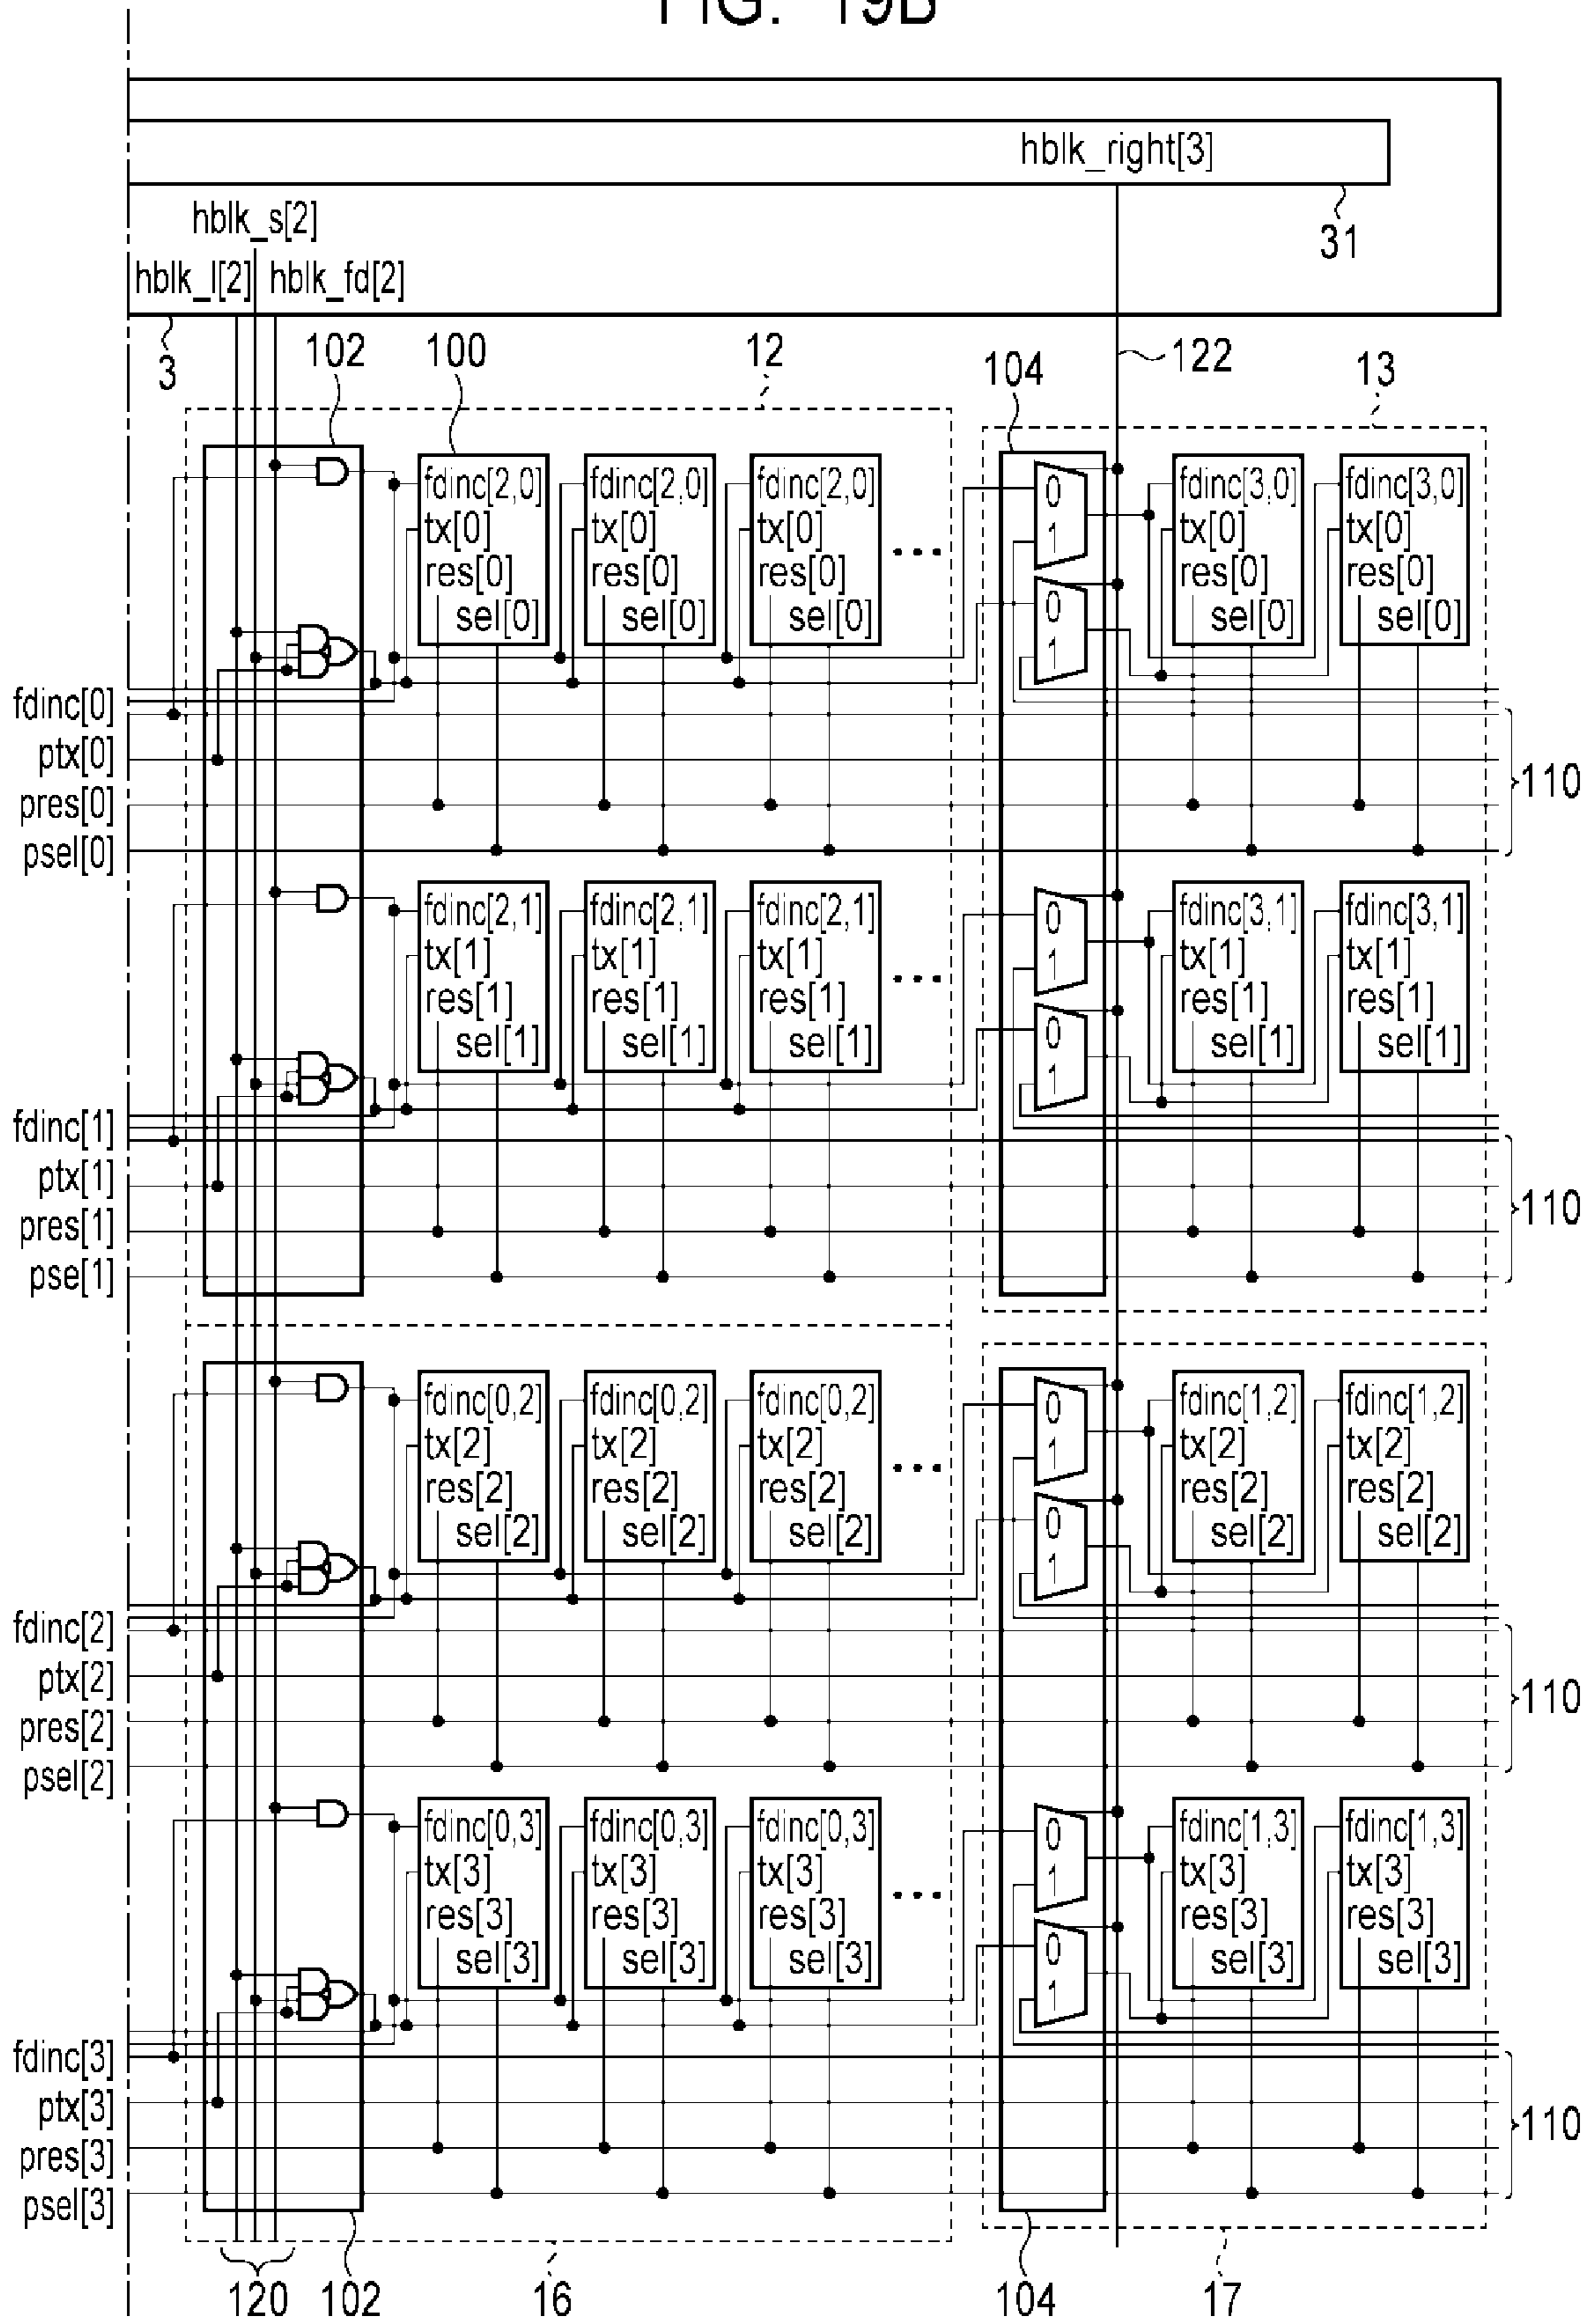 FIG. 19B
hblk_right[3]
31
hblk_s[2]
hblk_l[2] hblk_fd[2]
3 102 100 12 104 122 13
fdinc[2,0] fdinc[2,0] fdinc[2,0] 0 fdinc[3,0] fdinc[3,0]
tx[0] tx[0] tx[0] 1 tx[0] tx[0]
res[0] res[0] res[0] ... res[0] res[0]
sel[0] sel[0] sel[0] 0 sel[0] sel[0]
1
fdinc[0]
ptx[0]
pres[0]
psel[0]
110
fdinc[2,1] fdinc[2,1] fdinc[2,1] 0 fdinc[3,1] fdinc[3,1]
tx[1] tx[1] tx[1] 1 tx[1] tx[1]
res[1] res[1] res[1] ... res[1] res[1]
sel[1] sel[1] sel[1] 0 sel[1] sel[1]
1
fdinc[1]
ptx[1]
pres[1]
pse[1]
110
fdinc[0,2] fdinc[0,2] fdinc[0,2] 0 fdinc[1,2] fdinc[1,2]
tx[2] tx[2] tx[2] 1 tx[2] tx[2]
res[2] res[2] res[2] ... res[2] res[2]
sel[2] sel[2] sel[2] 0 sel[2] sel[2]
1
fdinc[2]
ptx[2]
pres[2]
psel[2]
110
fdinc[0,3] fdinc[0,3] fdinc[0,3] 0 fdinc[1,3] fdinc[1,3]
tx[3] tx[3] tx[3] 1 tx[3] tx[3]
res[3] res[3] res[3] ... res[3] res[3]
sel[3] sel[3] sel[3] 0 sel[3] sel[3]
1
fdinc[3]
ptx[3]
pres[3]
psel[3]
110
120 102 16 104 17